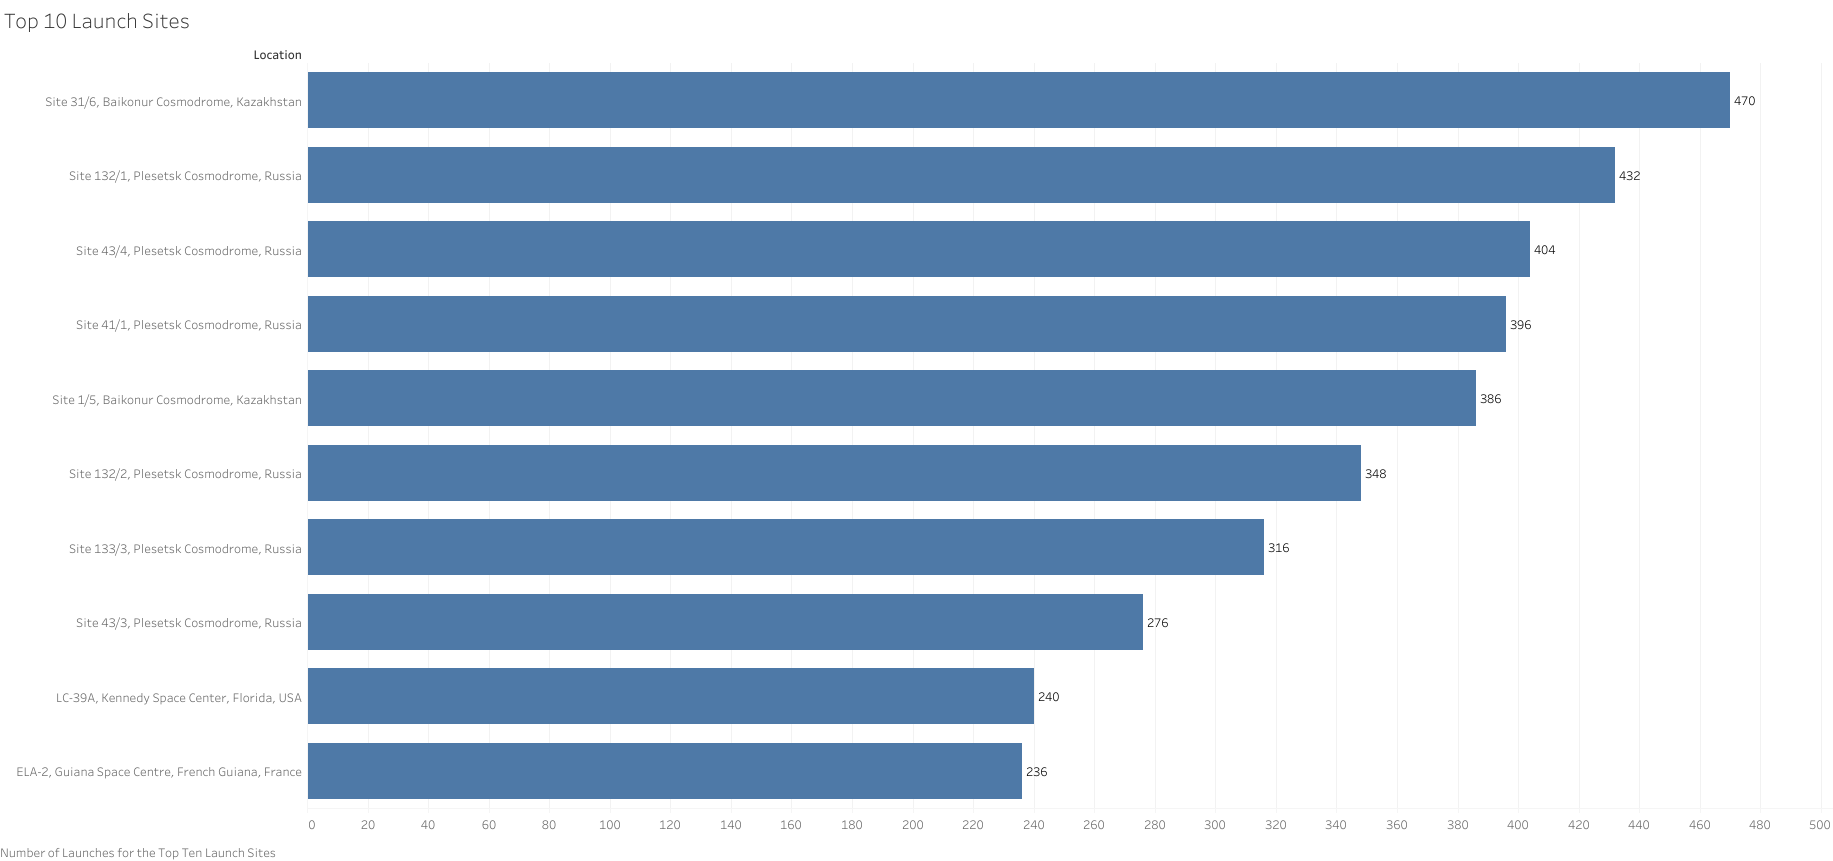 Top 10 Launch Sites
Location
Site 31/6, Baikonur Cosmodrome, Kazakhstan 470
Site 132/1, Plesetsk Cosmodrome, Russia 432
Site 43/4, Plesetsk Cosmodrome, Russia 404
Site 41/1, Plesetsk Cosmodrome, Russia 396
Site 1/5, Baikonur Cosmodrome, Kazakhstan 386
Site 132/2, Plesetsk Cosmodrome, Russia 348
Site 133/3, Plesetsk Cosmodrome, Russia 316
Site 43/3, Plesetsk Cosmodrome, Russia 276
LC-39A, Kennedy Space Center, Florida, USA 240
ELA-2, Guiana Space Centre, French Guiana, France 236
0 20 40 60 80 100 120 140 160 180 200 220 240 260 280 300 320 340 360 380 400 420 440 460 480 500
Number of Launches for the Top Ten Launch Sites